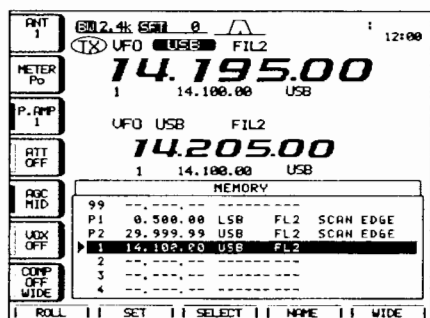 ANT 1
BW 2.4k SFT 0
12:00
TX VFO USB FIL2
METER Po
14.195.00
1 14.100.00 USB
P.AMP 1
VFO USB FIL2
ATT OFF
14.205.00
1 14.100.00 USB
AGC MID
MEMORY
99 --.---.-- --------
P1 0.500.00 LSB FL2 SCAN EDGE
VOX OFF
P2 29.999.99 USB FL2 SCAN EDGE
1 14.100.00 USB FL2
2 --.---.-- --------
COMP OFF WIDE
3 --.---.-- --------
4 --.---.-- --------
ROLL SET SELECT NAME WIDE